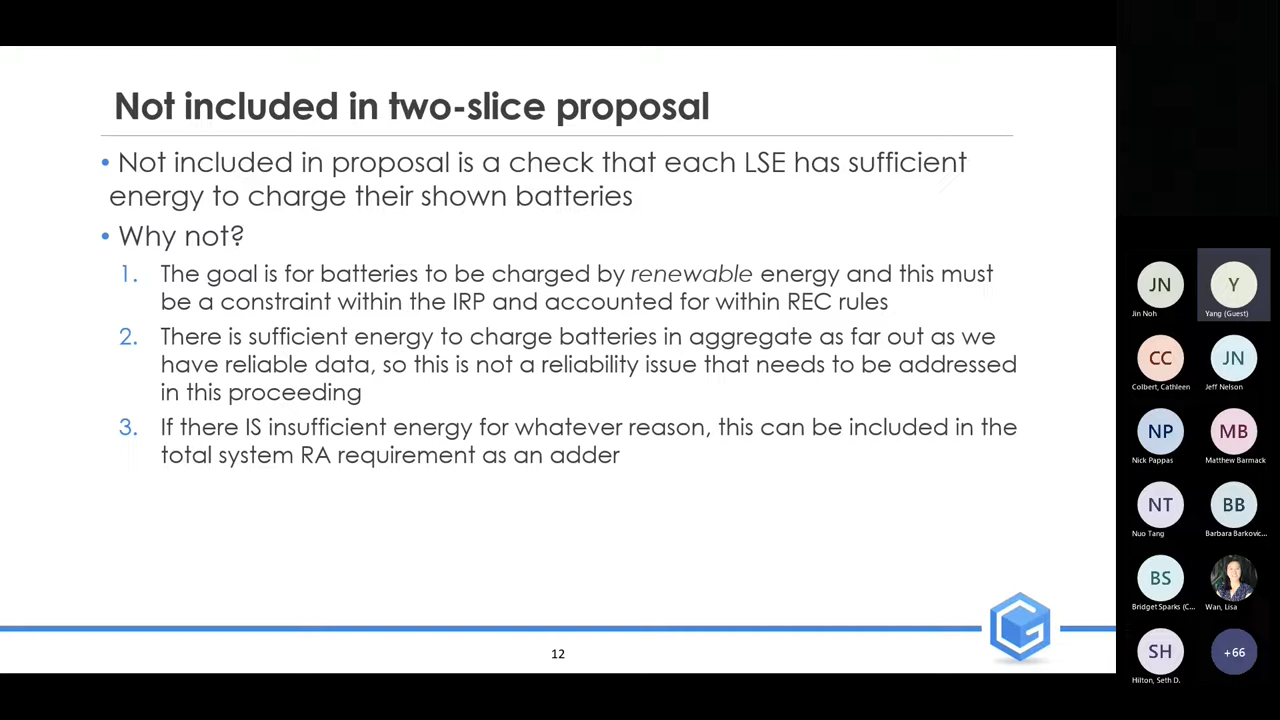 Not included in two-slice proposal
• Not included in proposal is a check that each LSE has sufficient
energy to charge their shown batteries
• Why not?
1. The goal is for batteries to be charged by renewable energy and this must
be a constraint within the IRP and accounted for within REC rules
2. There is sufficient energy to charge batteries in aggregate as far out as we
have reliable data, so this is not a reliability issue that needs to be addressed
in this proceeding
3. If there IS insufficient energy for whatever reason, this can be included in the
total system RA requirement as an adder
12
JN
Jin Noh
Y
Yang (Guest)
CC
Colbert, Cathleen
JN
Jeff Nelson
NP
Nick Pappas
MB
Matthew Barmack
NT
Nuo Tang
BB
Barbara Barkovic...
BS
Bridget Sparks (C...
Wan, Lisa
SH
Hilton, Seth D.
+66